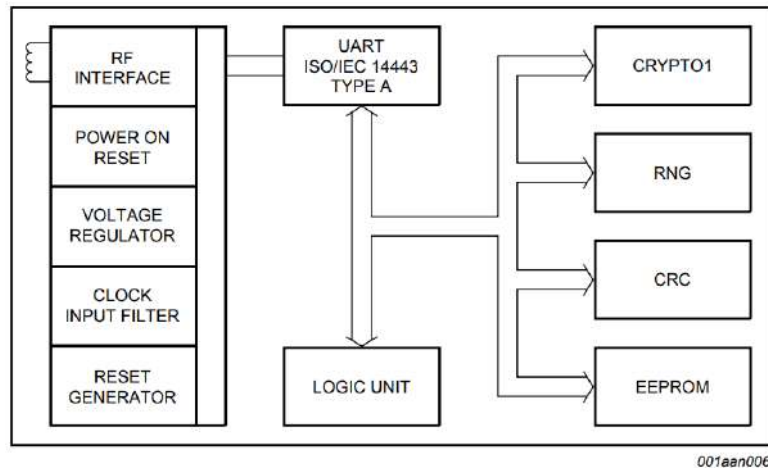 RF
INTERFACE
POWER ON
RESET
VOLTAGE
REGULATOR
CLOCK
INPUT FILTER
RESET
GENERATOR
UART
ISO/IEC 14443
TYPE A
LOGIC UNIT
CRYPTO1
RNG
CRC
EEPROM
001aan006